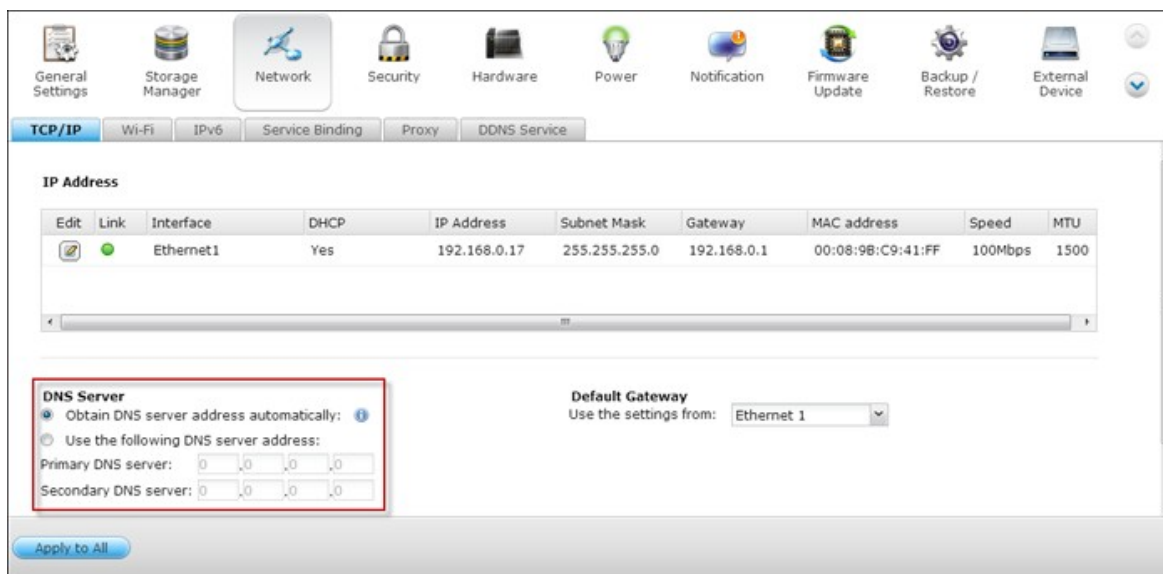 General Settings
Storage Manager
Network
Security
Hardware
Power
Notification
Firmware Update
Backup / Restore
External Device
TCP/IP
Wi-Fi
IPv6
Service Binding
Proxy
DDNS Service
IP Address
Edit Link Interface DHCP IP Address Subnet Mask Gateway MAC address Speed MTU
Ethernet1 Yes 192.168.0.17 255.255.255.0 192.168.0.1 00:08:9B:C9:41:FF 100Mbps 1500
DNS Server
Obtain DNS server address automatically:
Use the following DNS server address:
Primary DNS server: 0 .0 .0 .0
Secondary DNS server: 0 .0 .0 .0
Default Gateway
Use the settings from: Ethernet 1
Apply to All